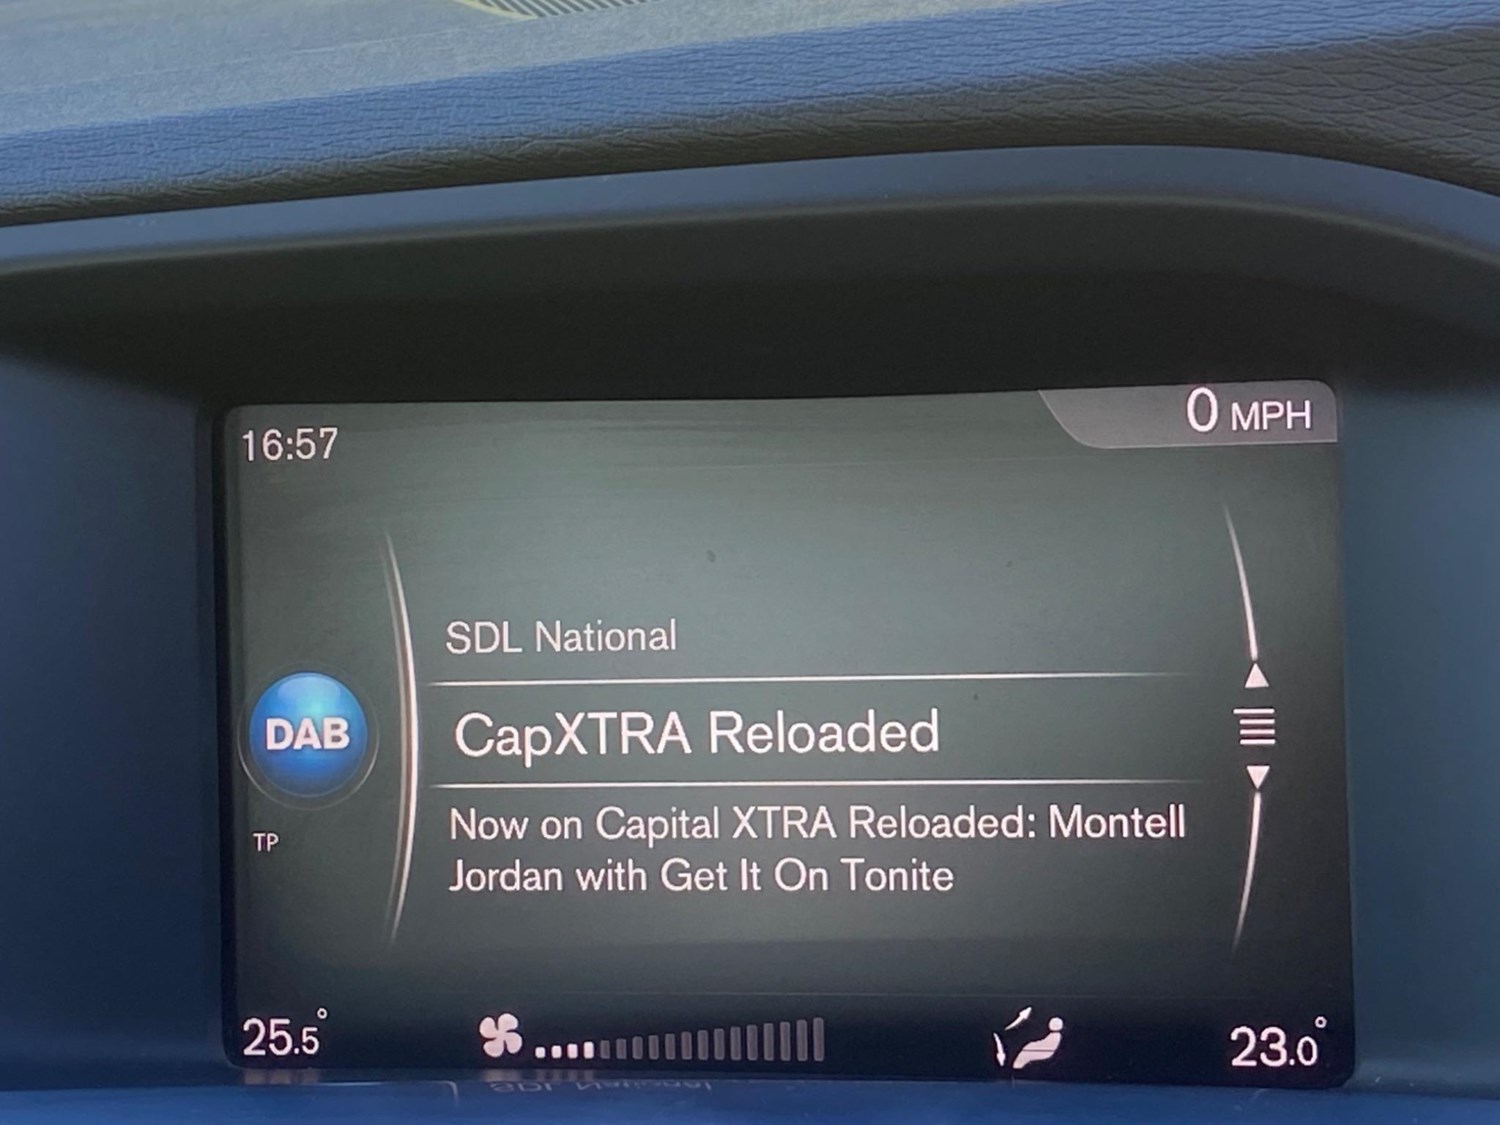 16:57
0 MPH
SDL National
DAB
CapXTRA Reloaded
TP
Now on Capital XTRA Reloaded: Montell
Jordan with Get It On Tonite
25.5°
23.0°